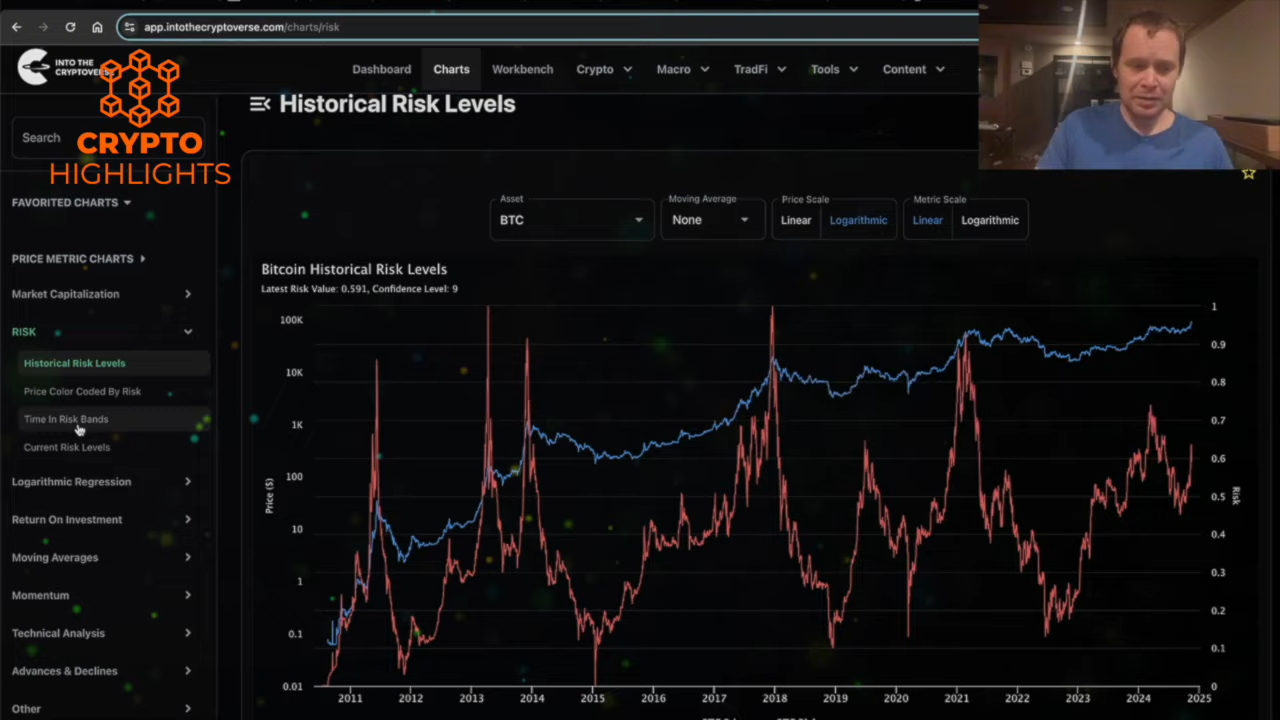 app.intothecryptoverse.com/charts/risk
INTO THE
CRYPTOVERSE
Dashboard
Charts
Workbench
Crypto
Macro
TradFi
Tools
Content
Historical Risk Levels
Search
CRYPTO
HIGHLIGHTS
FAVORITED CHARTS
PRICE METRIC CHARTS
Market Capitalization
RISK
Historical Risk Levels
Price Color Coded By Risk
Time In Risk Bands
Current Risk Levels
Logarithmic Regression
Return On Investment
Moving Averages
Momentum
Technical Analysis
Advances & Declines
Other
Asset
BTC
Moving Average
None
Price Scale
Linear
Logarithmic
Metric Scale
Linear
Logarithmic
Bitcoin Historical Risk Levels
Latest Risk Value: 0.591, Confidence Level: 9
100K
10K
1K
100
10
1
0.1
0.01
Price ($)
1
0.9
0.8
0.7
0.6
0.5
0.4
0.3
0.2
0.1
0
Risk
2011 2012 2013 2014 2015 2016 2017 2018 2019 2020 2021 2022 2023 2024 2025